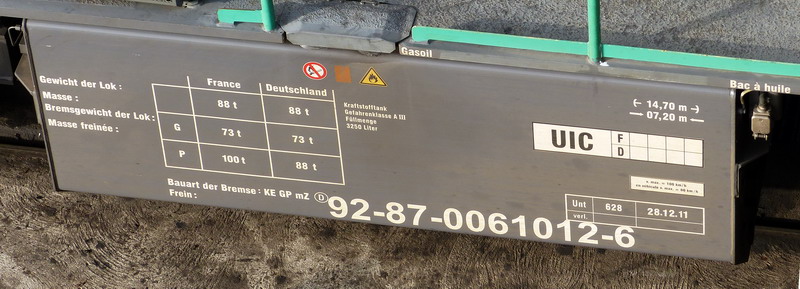 Gasoil
Bac à huile
Gewicht der Lok :
Masse :
Bremsgewicht der Lok :
Masse freinée :
France Deutschland
88 t 88 t
G 73 t 73 t
P 100 t 88 t
Kraftstofftank
Gefahrenklasse A III
Füllmenge
3250 Liter
14,70 m
07,20 m
UIC F
D
Bauart der Bremse : KE GP mZ D
Frein :
92-87-0061012-6
Unt 628 28.12.11
verl.